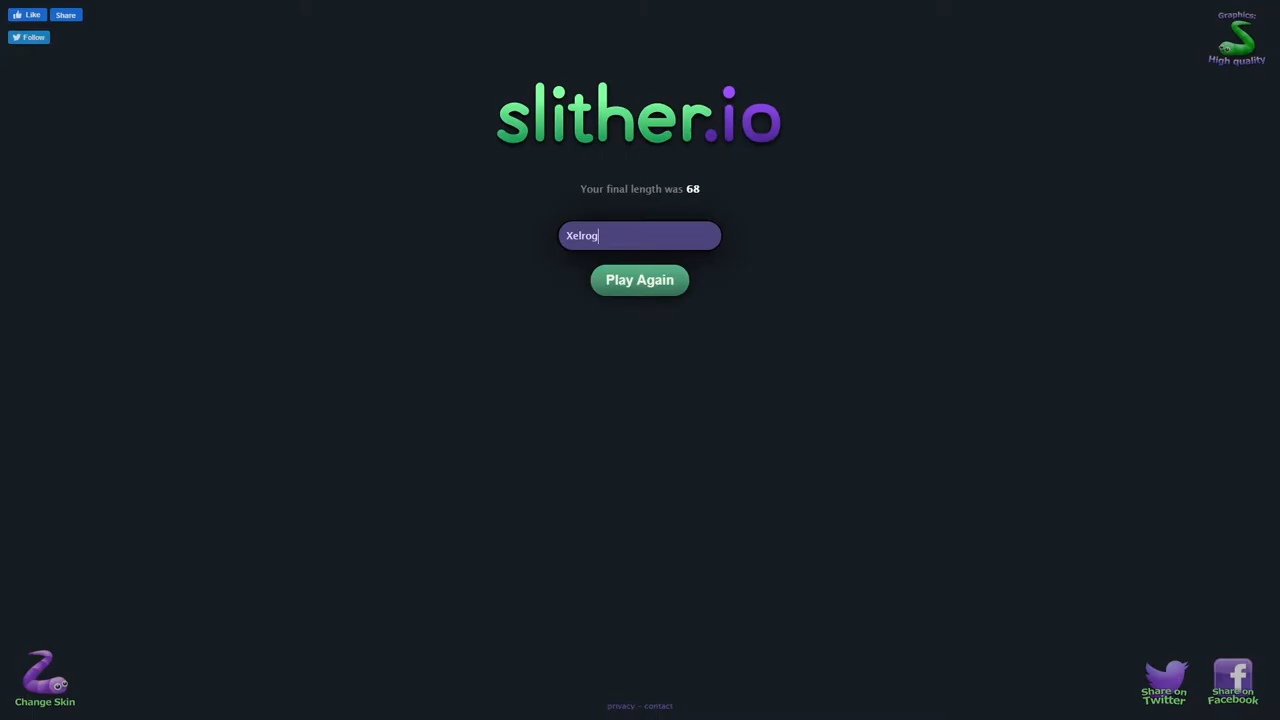 Like Share
Follow
Graphics:
High quality
slither.io
Your final length was 68
Xelrog
Play Again
Change Skin
privacy - contact
Share on
Twitter
Share on
Facebook